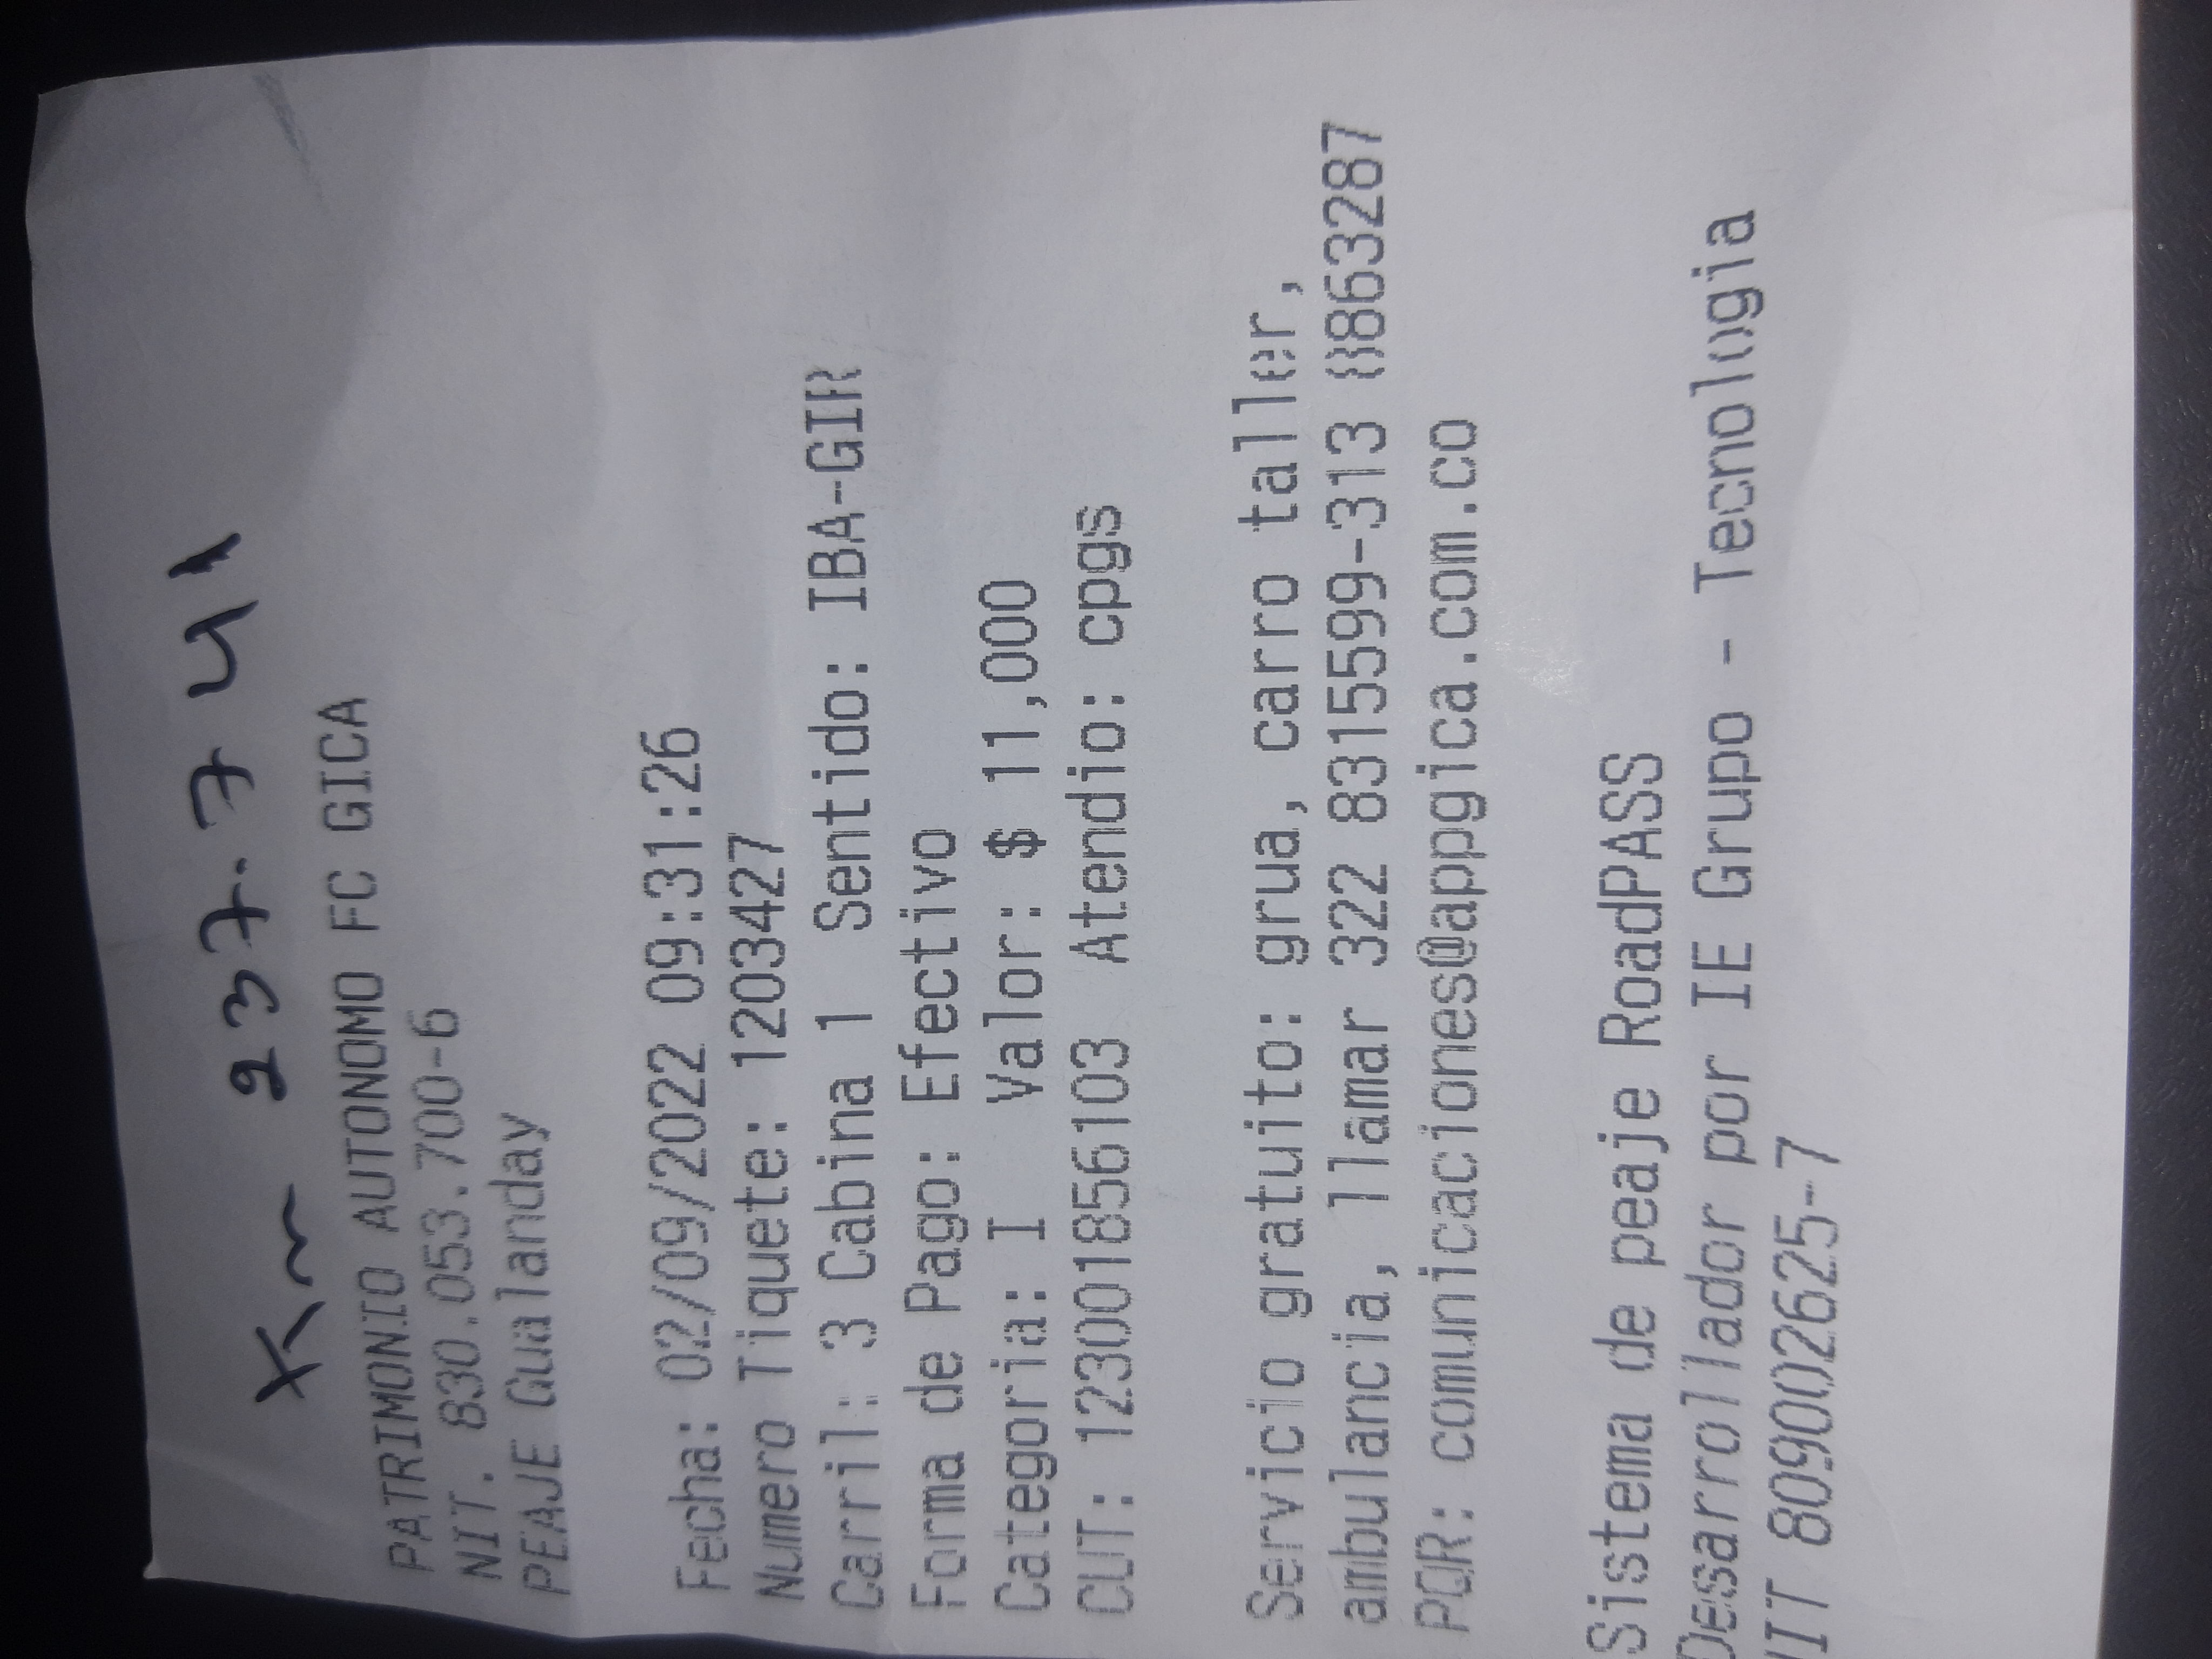 Km 237.741
PATRIMONIO AUTONOMO FC GICA
NIT. 830.053.700-6
PEAJE Gualanday
Fecha: 02/09/2022 09:31:26
Numero Tiquete: 1203427
Carril: 3 Cabina 1 Sentido: IBA-GIR
Forma de Pago: Efectivo
Categoria: I Valor: $ 11,000
CUT: 12300185610​3 Atendio: cpgs
Servicio gratuito: grua, carro taller,
ambulancia, llamar 322 8315599-313 8863287
PQR: comunicaciones@appgica.com.co
Sistema de peaje RoadPASS
Desarrollador por IE Grupo - Tecnologia
NIT 809002625-7